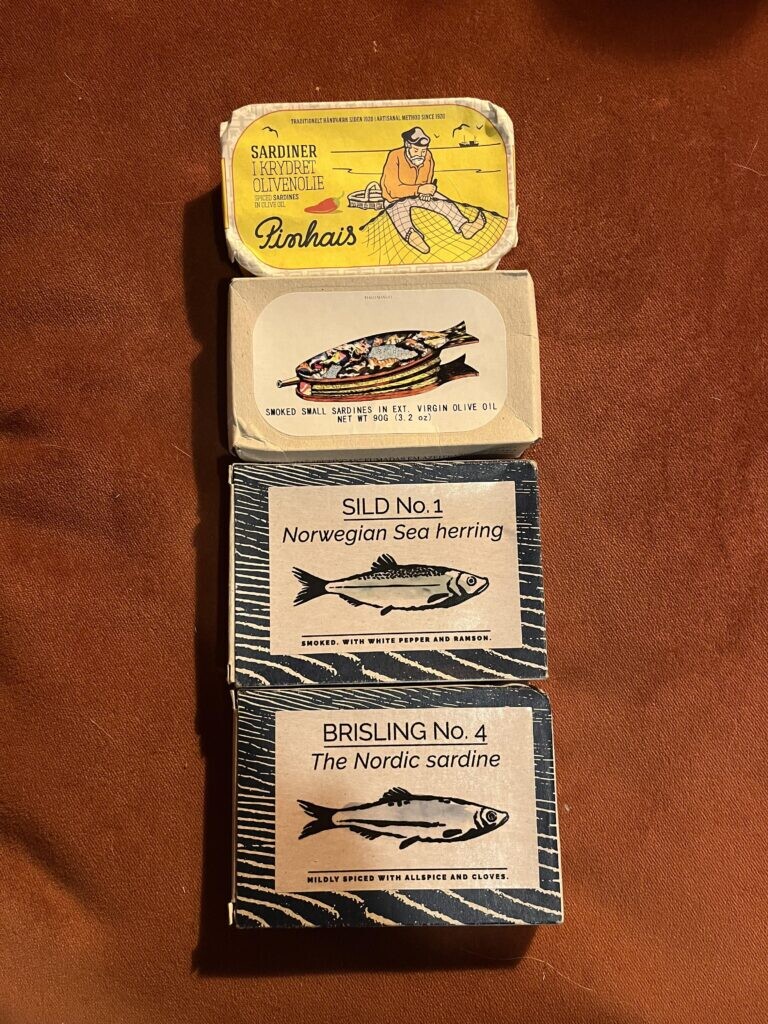 TRADITIONELT HÅNDVÆRK SIDEN 1920 | ARTISANAL METHOD SINCE 1920
SARDINER
I KRYDRET
OLIVENOLIE
SPICED SARDINES
IN OLIVE OIL
Pinhais
SMOKED SMALL SARDINES IN EXT. VIRGIN OLIVE OIL
NET WT 90G (3.2 oz)
SILD No. 1
Norwegian Sea herring
SMOKED. WITH WHITE PEPPER AND RAMSON.
BRISLING No. 4
The Nordic sardine
MILDLY SPICED WITH ALLSPICE AND CLOVES.